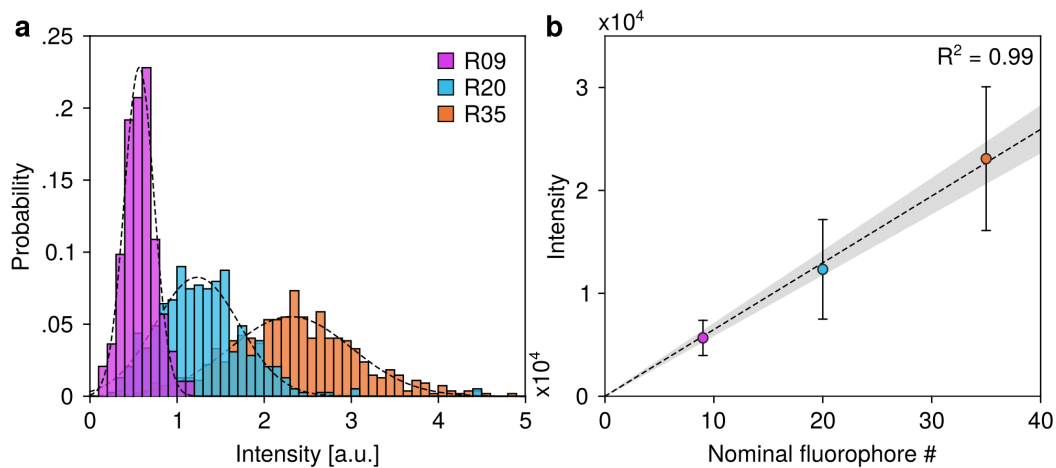 a
.25
.2
.15
0.1
.05
0
Probability
R09
R20
R35
0 1 2 3 4 5
x10⁴
Intensity [a.u.]
b
x10⁴
R² = 0.99
3
2
1
0
Intensity
0 10 20 30 40
Nominal fluorophore #